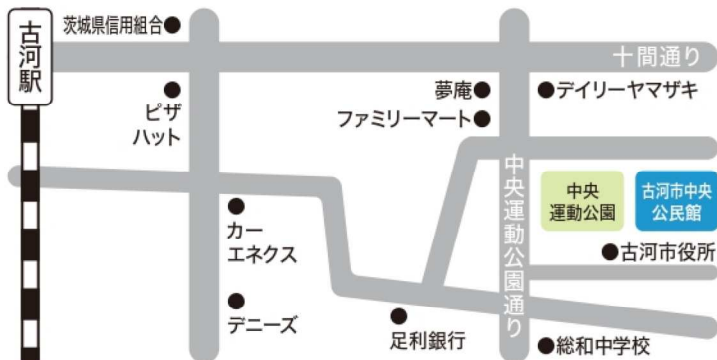 古河駅
茨城県信用組合
十間通り
ピザ
ハット
夢庵
ファミリーマート
デイリーヤマザキ
中央運動公園通り
中央
運動公園
古河市中央
公民館
カー
エネクス
古河市役所
デニーズ
足利銀行
総和中学校